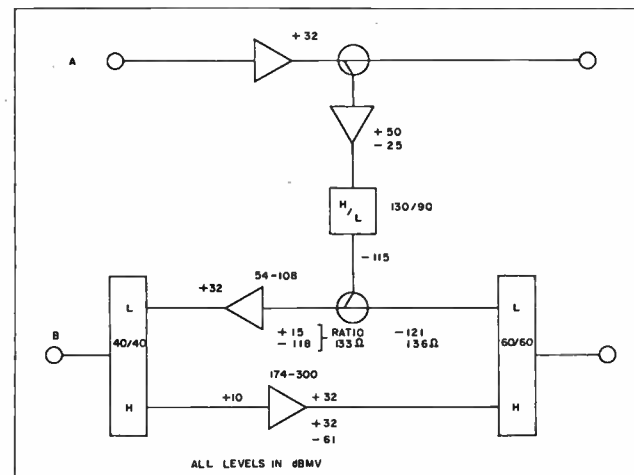 +32
A
+50
-25
H/L
130/90
-115
54-108
+32
L
L
+15
-118
RATIO
133Ω
-121
136Ω
B
40/40
60/60
174-300
H
+10
+32
H
+32
-61
ALL LEVELS IN dBMV